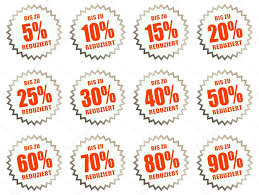 BIS ZU
5%
REDUZIERT
BIS ZU
10%
REDUZIERT
BIS ZU
15%
REDUZIERT
BIS ZU
20%
REDUZIERT
BIS ZU
25%
REDUZIERT
BIS ZU
30%
REDUZIERT
BIS ZU
40%
REDUZIERT
BIS ZU
50%
REDUZIERT
BIS ZU
60%
REDUZIERT
BIS ZU
70%
REDUZIERT
BIS ZU
80%
REDUZIERT
BIS ZU
90%
REDUZIERT